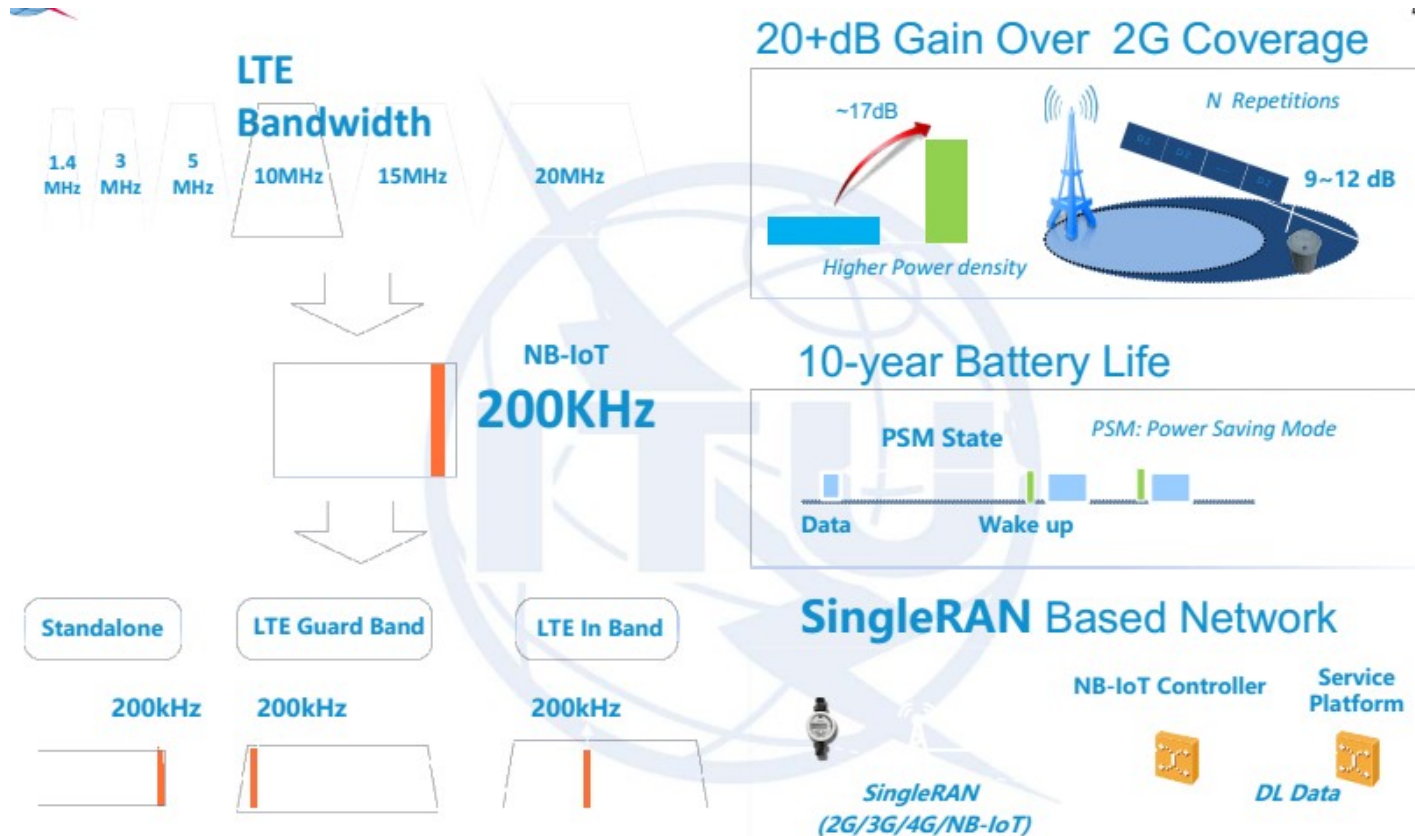 LTE
Bandwidth
1.4
MHz
3
MHz
5
MHz
10MHz
15MHz
20MHz
NB-IoT
200KHz
Standalone
LTE Guard Band
LTE In Band
200kHz
200kHz
200kHz
20+dB Gain Over 2G Coverage
~17dB
Higher Power density
N Repetitions
9~12 dB
10-year Battery Life
PSM State
PSM: Power Saving Mode
Data
Wake up
SingleRAN Based Network
NB-IoT Controller
Service
Platform
SingleRAN
(2G/3G/4G/NB-IoT)
DL Data
ITU